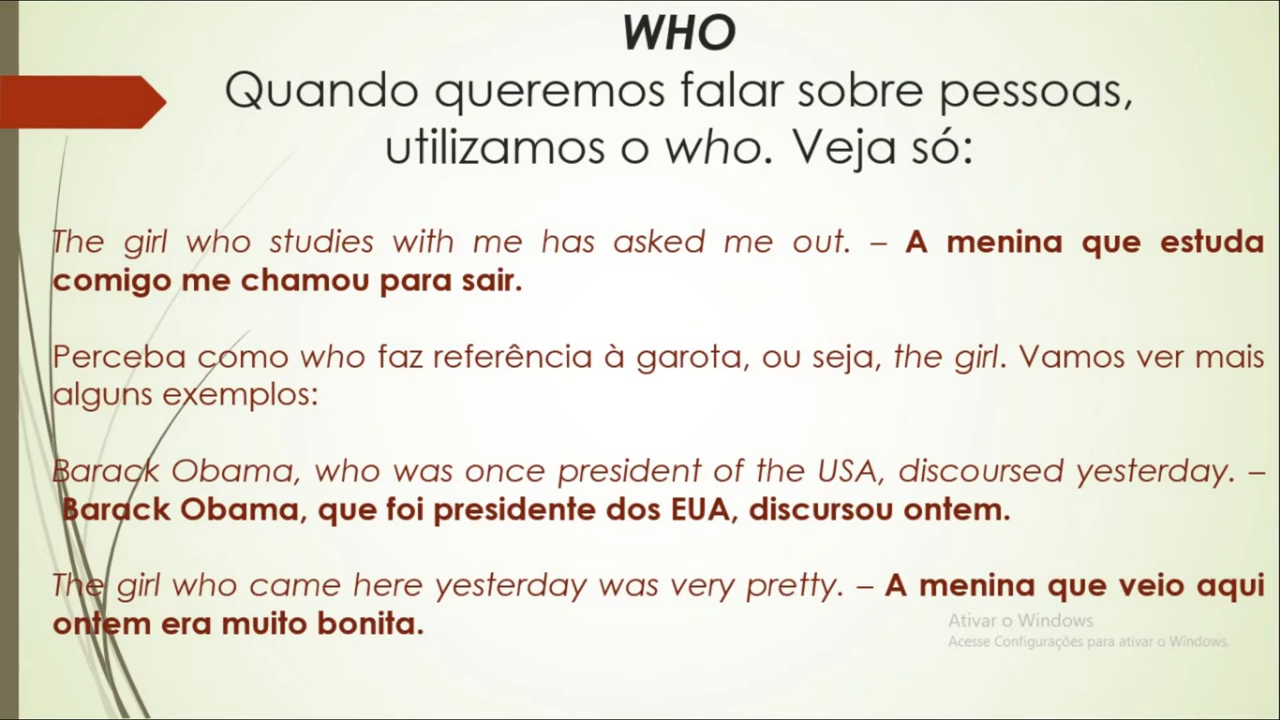 WHO
Quando queremos falar sobre pessoas,
utilizamos o who. Veja só:
The girl who studies with me has asked me out. – A menina que estuda
comigo me chamou para sair.
Perceba como who faz referência à garota, ou seja, the girl. Vamos ver mais
alguns exemplos:
Barack Obama, who was once president of the USA, discoursed yesterday. –
Barack Obama, que foi presidente dos EUA, discursou ontem.
The girl who came here yesterday was very pretty. – A menina que veio aqui
ontem era muito bonita.
Ativar o Windows
Acesse Configurações para ativar o Windows.